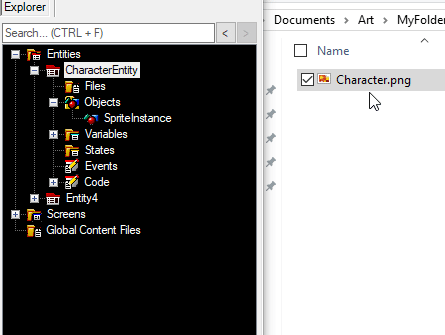 Explorer
Search... (CTRL + F)
<
>
Entities
CharacterEntity
Files
Objects
SpriteInstance
Variables
States
Events
Code
Entity4
Screens
Global Content Files
Documents > Art > MyFolder
Name
Character.png